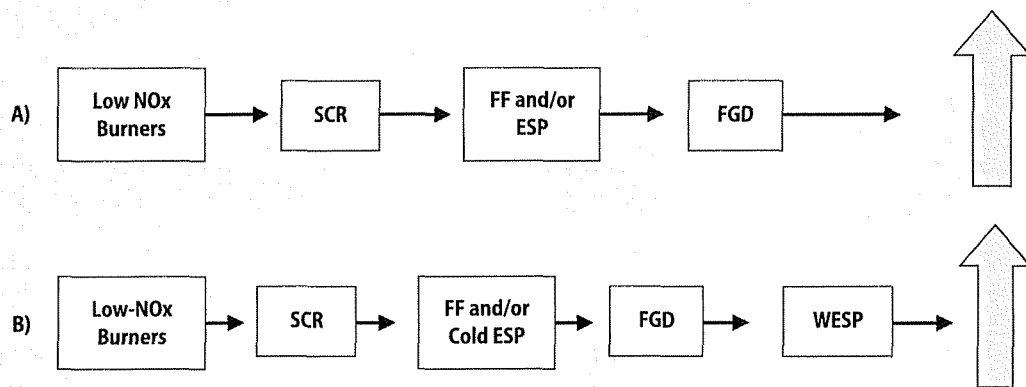 A)
Low NOx
Burners
SCR
FF and/or
ESP
FGD
B)
Low-NOx
Burners
SCR
FF and/or
Cold ESP
FGD
WESP